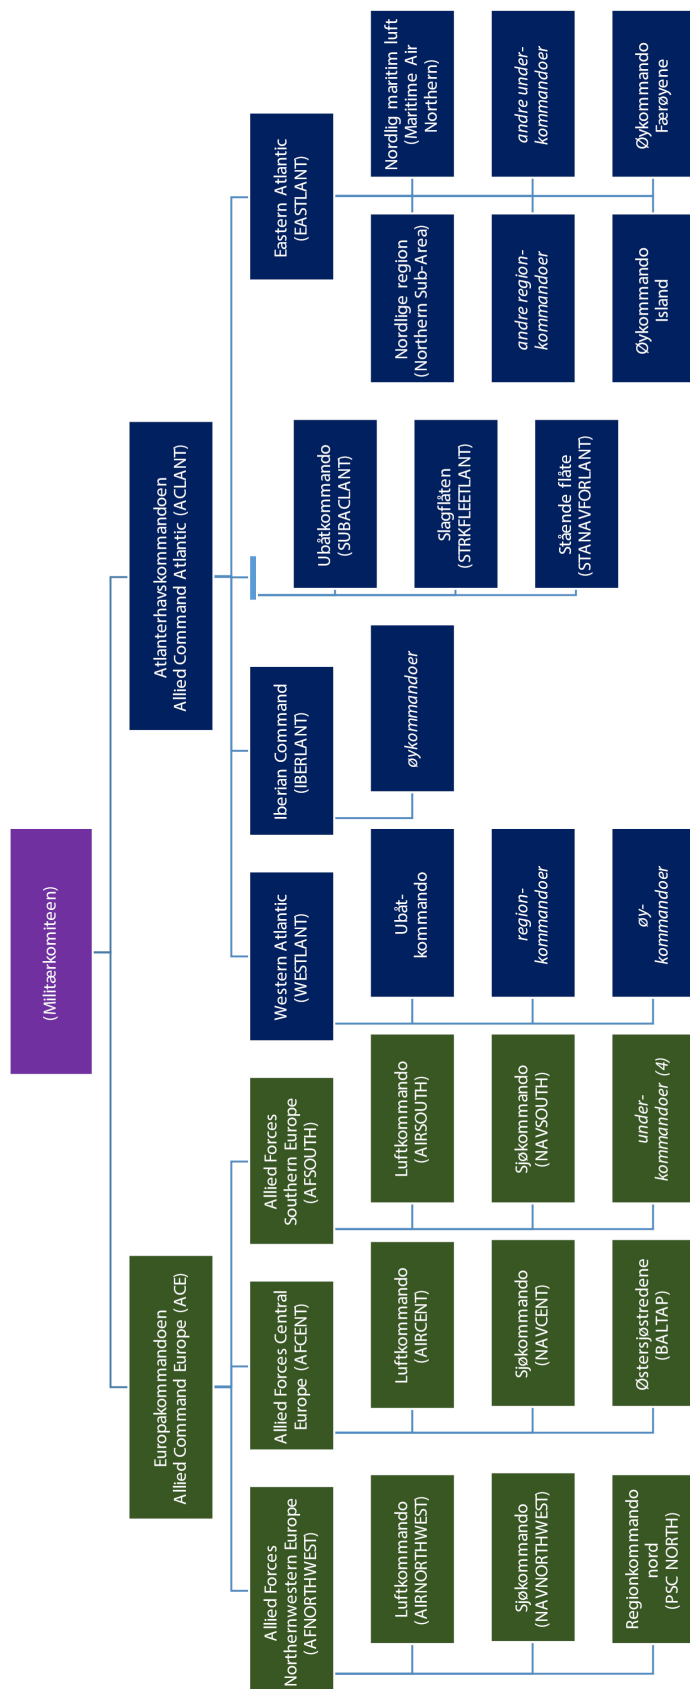 (Militærkomiteen)
Europakommandoen
Allied Command Europe (ACE)
Atlanterhavskommandoen
Allied Command Atlantic (ACLANT)
Allied Forces
Northernwestern Europe
(AFNORTHWEST)
Allied Forces Central
Europe (AFCENT)
Allied Forces
Southern Europe
(AFSOUTH)
Western Atlantic
(WESTLANT)
Iberian Command
(IBERLANT)
Eastern Atlantic
(EASTLANT)
Luftkommando
(AIRNORTHWEST)
Sjøkommando
(NAVNORTHWEST)
Regionkommando
nord
(PSC NORTH)
Luftkommando
(AIRCENT)
Sjøkommando
(NAVCENT)
Østersjøstredene
(BALTAP)
Luftkommando
(AIRSOUTH)
Sjøkommando
(NAVSOUTH)
under-
kommandoer (4)
Ubåt-
kommando
region-
kommandoer
øy-
kommandoer
øykommandoer
Ubåtkommando
(SUBACLANT)
Slagflåten
(STRKFLEETLANT)
Stående flåte
(STANAVFORLANT)
Nordlige region
(Northern Sub-Area)
andre region-
kommandoer
Øykommando
Island
Nordlig maritim luft
(Maritime Air
Northern)
andre under-
kommandoer
Øykommando
Færøyene